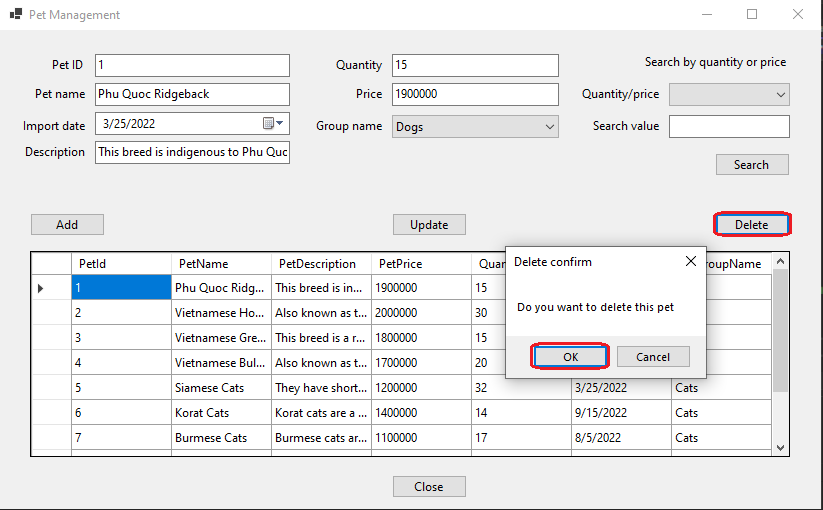 Pet Management
Pet ID 1 Quantity 15 Search by quantity or price
Pet name Phu Quoc Ridgeback Price 1900000 Quantity/price
Import date 3/25/2022 Group name Dogs Search value
Description This breed is indigenous to Phu Quo
Search
Add Update Delete
PetId PetName PetDescription PetPrice Quan roupName
1 Phu Quoc Ridg... This breed is in... 1900000 15
2 Vietnamese Ho... Also known as t... 2000000 30
3 Vietnamese Gre... This breed is a r... 1800000 15
4 Vietnamese Bul... Also known as t... 1700000 20
5 Siamese Cats They have short... 1200000 32 3/25/2022 Cats
6 Korat Cats Korat cats are a ... 1400000 14 9/15/2022 Cats
7 Burmese Cats Burmese cats ar... 1100000 17 8/5/2022 Cats
Delete confirm
Do you want to delete this pet
OK Cancel
Close